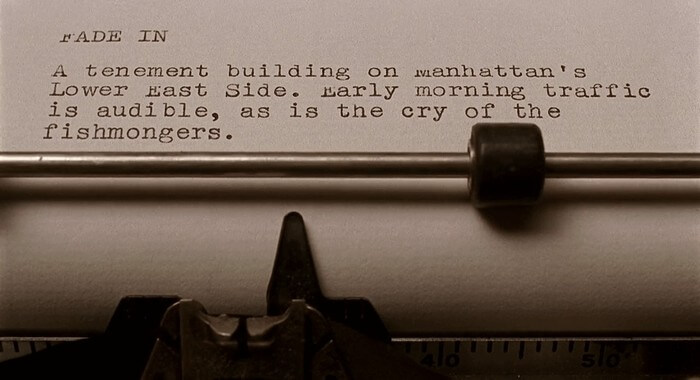 FADE IN
A tenement building on Manhattan's
Lower East Side. Early morning traffic
is audible, as is the cry of the
fishmongers.
40 50